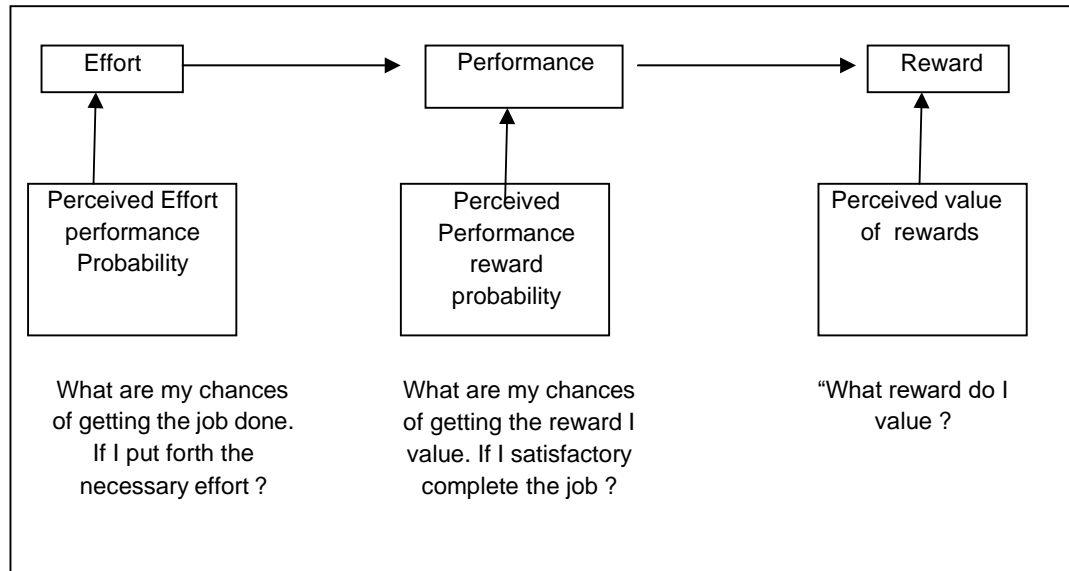 Effort
Performance
Reward
Perceived Effort
performance
Probability
Perceived
Performance
reward
probability
Perceived value
of rewards
What are my chances
of getting the job done.
If I put forth the
necessary effort ?
What are my chances
of getting the reward I
value. If I satisfactory
complete the job ?
“What reward do I
value ?